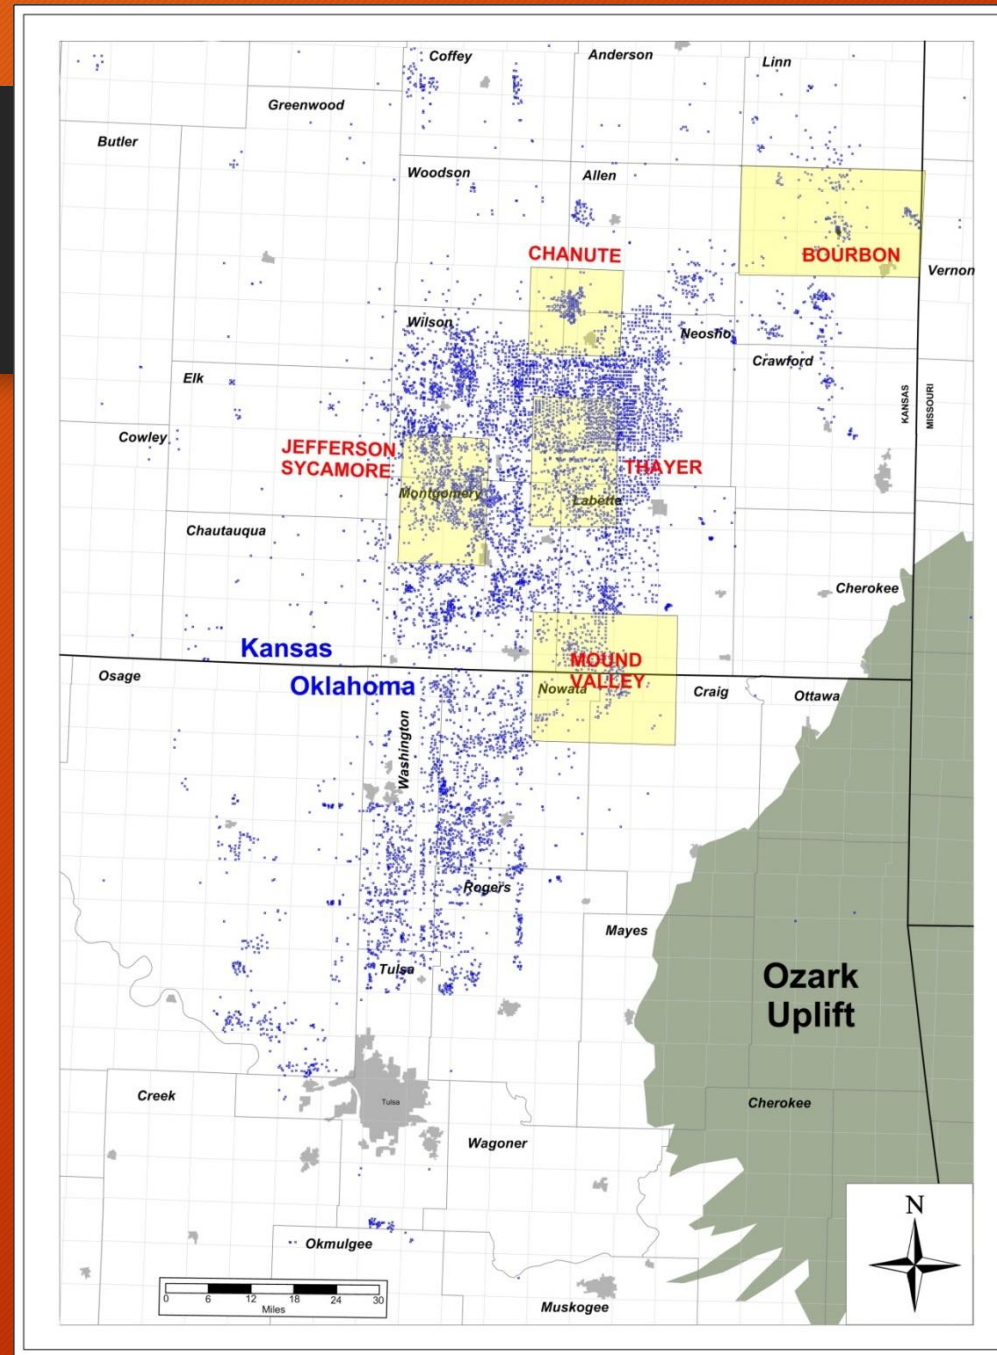 Coffey
Anderson
Linn
Greenwood
Butler
Woodson
Allen
CHANUTE
BOURBON
Vernon
Wilson
Neosho
Crawford
Elk
KANSAS
MISSOURI
Cowley
JEFFERSON
SYCAMORE
THAYER
Montgomery
Labette
Chautauqua
Cherokee
Kansas
MOUND
VALLEY
Osage
Oklahoma
Nowata
Craig
Ottawa
Washington
Rogers
Mayes
Tulsa
Ozark
Uplift
Creek
Tulsa
Cherokee
Wagoner
N
Okmulgee
0 6 12 18 24 30
Miles
Muskogee